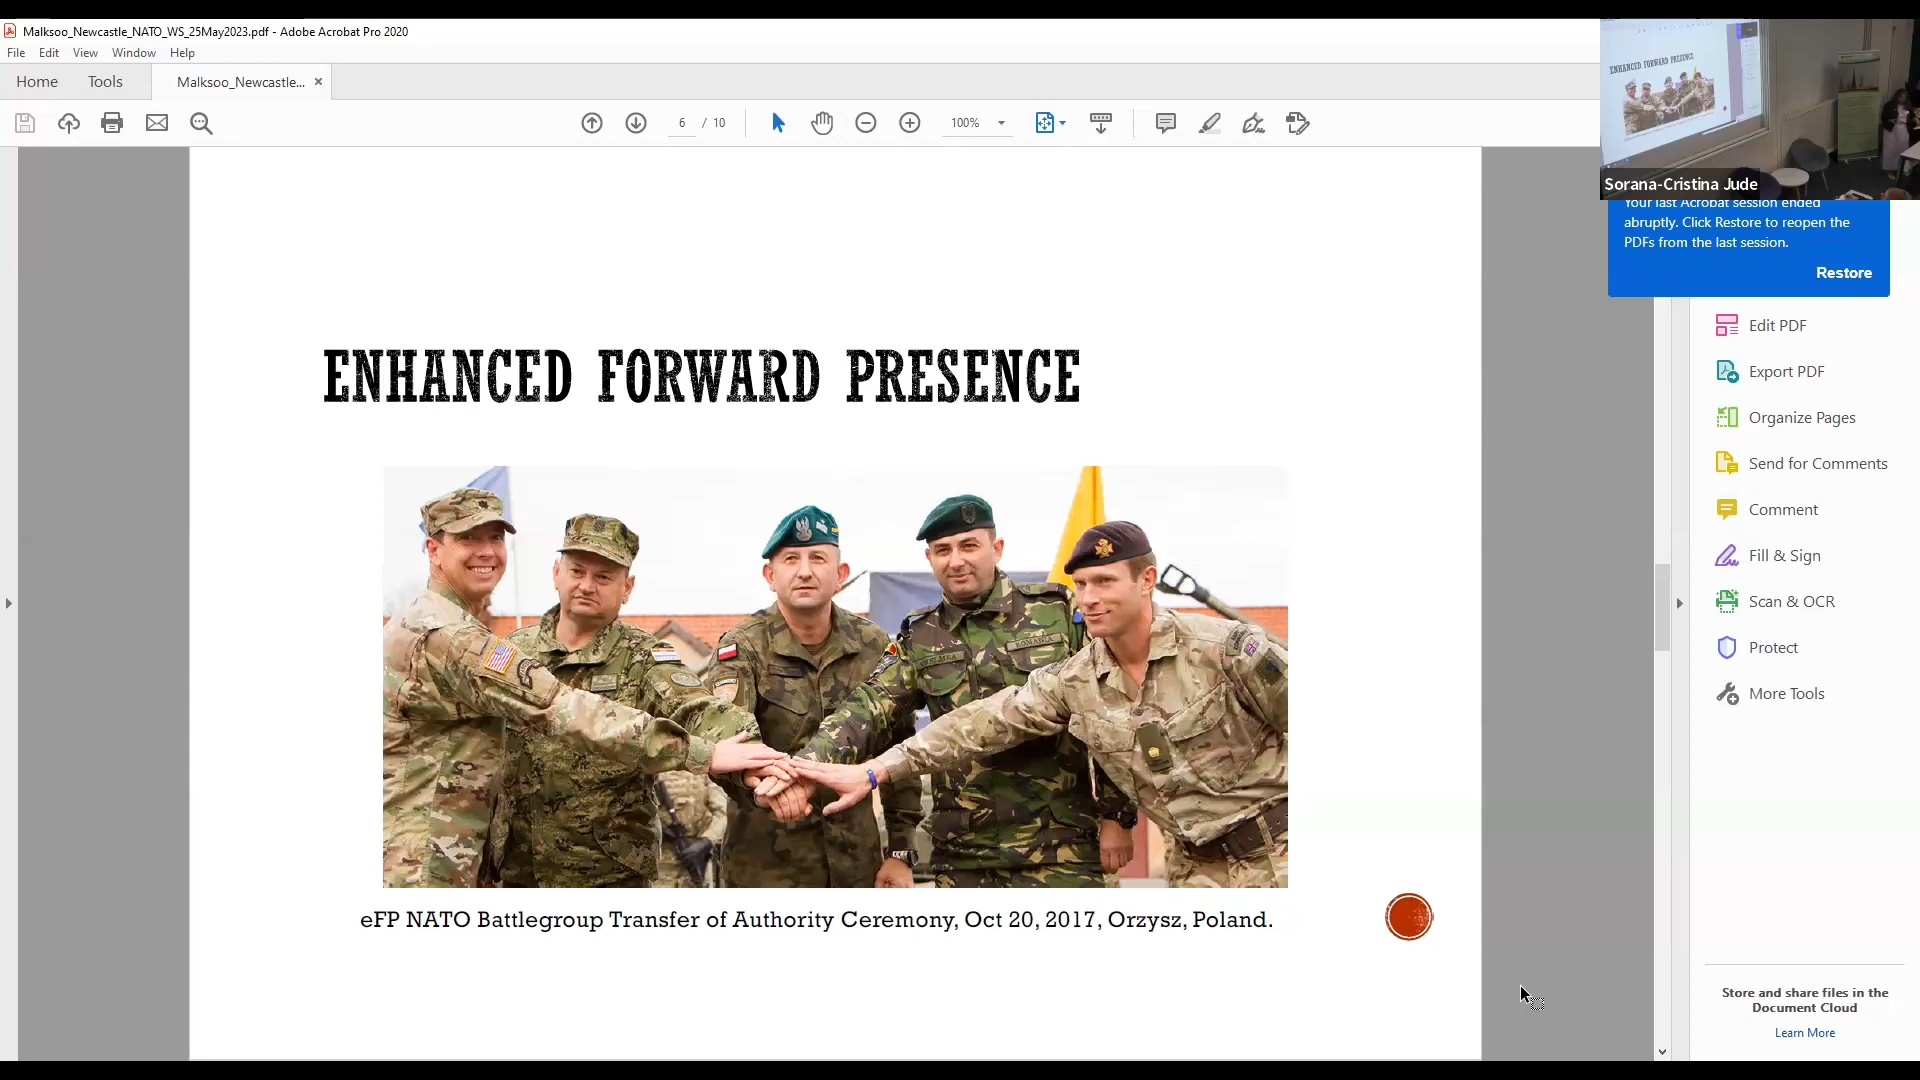 Malksoo_Newcastle_NATO_WS_25May2023.pdf - Adobe Acrobat Pro 2020
File Edit View Window Help
Home Tools Malksoo_Newcastle... ×
6 / 10 100%
Sorana-Cristina Jude
Your last Acrobat session ended
abruptly. Click Restore to reopen the
PDFs from the last session.
Restore
ENHANCED FORWARD PRESENCE
ENHANCED FORWARD PRESENCE
ROMANIA
eFP NATO Battlegroup Transfer of Authority Ceremony, Oct 20, 2017, Orzysz, Poland.
Edit PDF
Export PDF
Organize Pages
Send for Comments
Comment
Fill & Sign
Scan & OCR
Protect
More Tools
Store and share files in the
Document Cloud
Learn More